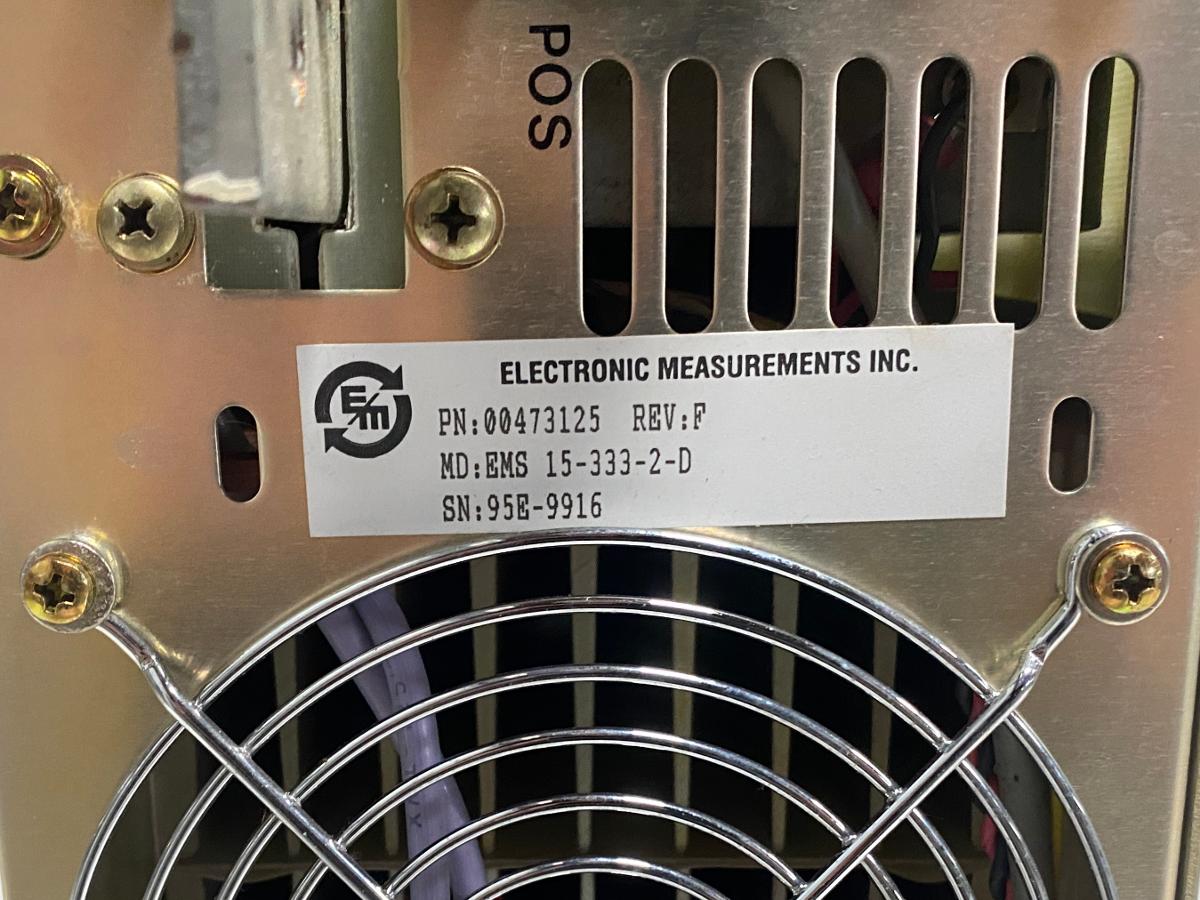 POS
ELECTRONIC MEASUREMENTS INC.
E/M
PN:00473125 REV:F
MD:EMS 15-333-2-D
SN:95E-9916